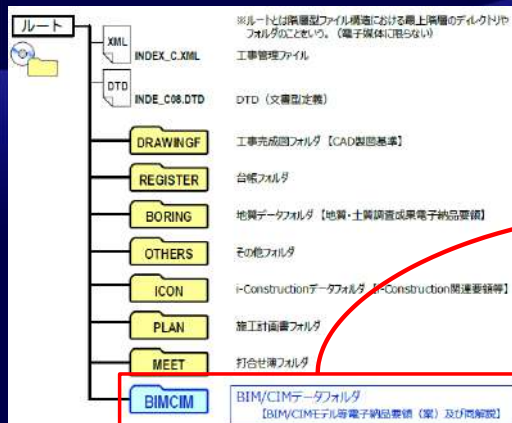 ルート
※ルートとは階層型ファイル構造における最上階層のディレクトリや
フォルダのことをいう。（電子媒体に限らない）
XML
INDEX_C.XML
工事管理ファイル
DTD
INDE_C08.DTD
DTD（文書型定義）
DRAWINGF
工事完成図フォルダ【CAD製図基準】
REGISTER
台帳フォルダ
BORING
地質データフォルダ【地質・土質調査成果電子納品要領】
OTHERS
その他フォルダ
ICON
i-Constructionデータフォルダ【i-Construction関連要領等】
PLAN
施工計画書フォルダ
MEET
打合せ簿フォルダ
BIMCIM
BIM/CIMデータフォルダ
【BIM/CIMモデル等電子納品要領（案）及び同解説】